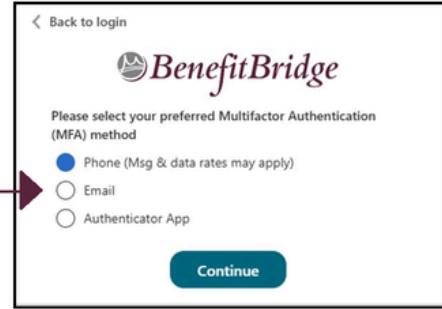 Back to login
BenefitBridge
Please select your preferred Multifactor Authentication
(MFA) method
Phone (Msg & data rates may apply)
Email
Authenticator App
Continue